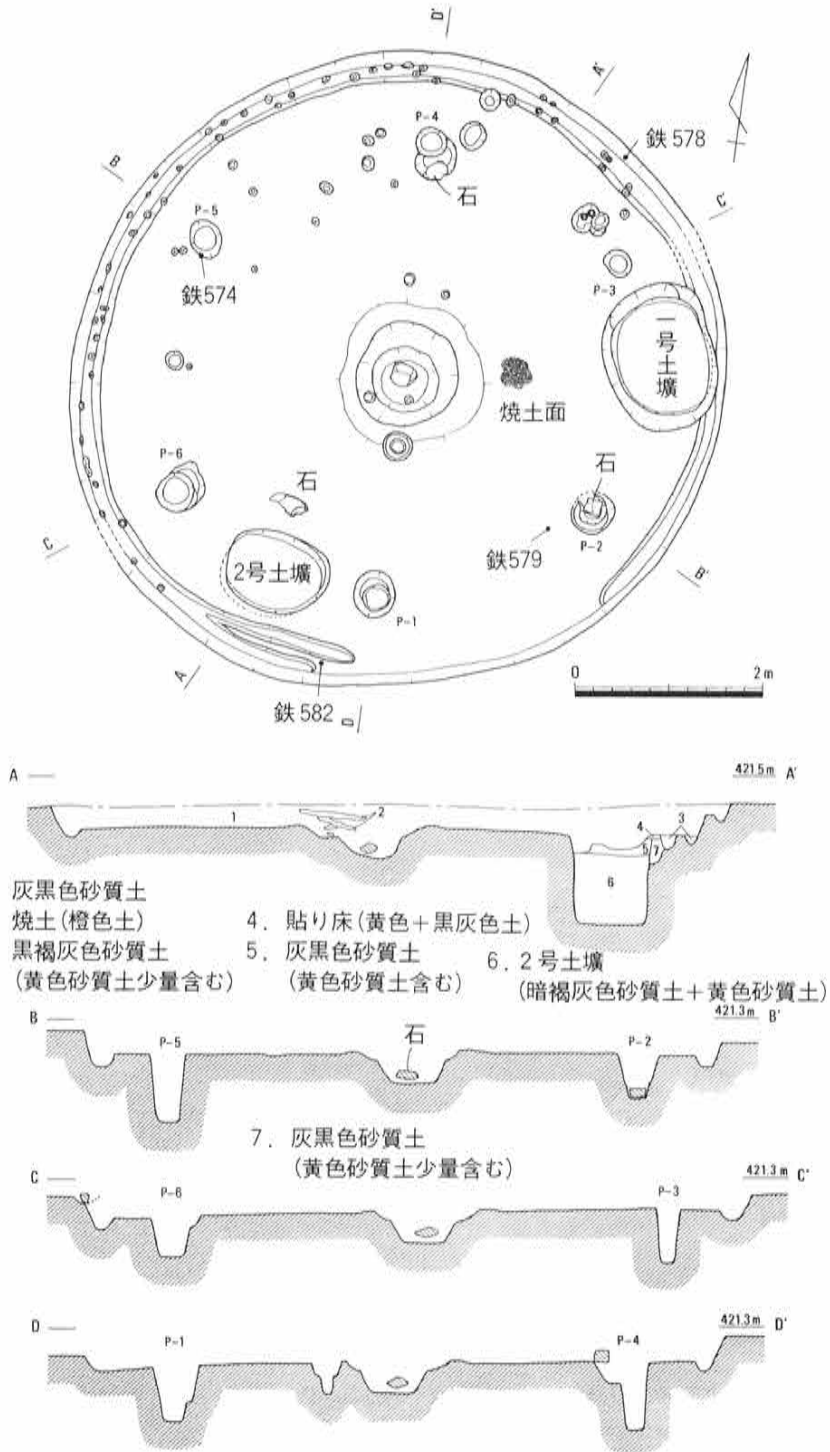 D'
A'
P-4
鉄578
B
石
C'
P-5
P-3
鉄574
一号土壙
焼土面
P-6
石
石
C
鉄579
P-2
2号土壙
B'
P-1
A
0 2m
鉄582
D
A 421.5m A'
1 2 4 3
5 7
6
灰黒色砂質土
焼土(橙色土)
黒褐灰色砂質土
(黄色砂質土少量含む)
4. 貼り床(黄色+黒灰色土)
5. 灰黒色砂質土
(黄色砂質土含む)
6. 2号土壙
(暗褐灰色砂質土+黄色砂質土)
B 421.3m B'
P-5 石 P-2
7. 灰黒色砂質土
(黄色砂質土少量含む)
C 421.3m C'
P-6 P-3
D 421.3m D'
P-1 P-4